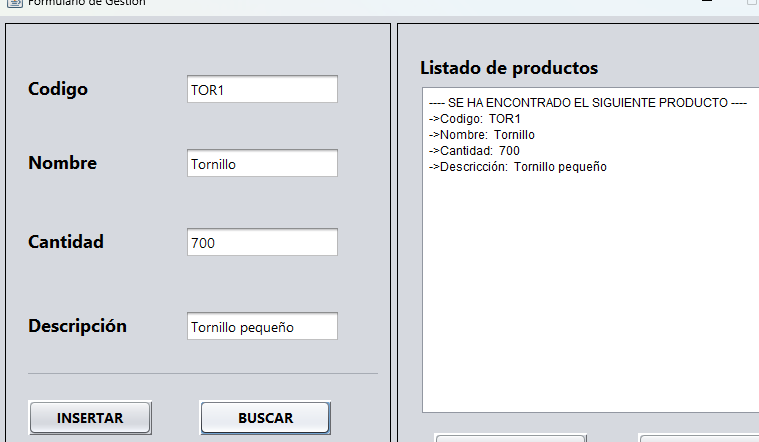 Formulario de Gestión
Codigo
TOR1
Nombre
Tornillo
Cantidad
700
Descripción
Tornillo pequeño
INSERTAR
BUSCAR
Listado de productos
---- SE HA ENCONTRADO EL SIGUIENTE PRODUCTO ----
->Codigo: TOR1
->Nombre: Tornillo
->Cantidad: 700
->Descricción: Tornillo pequeño